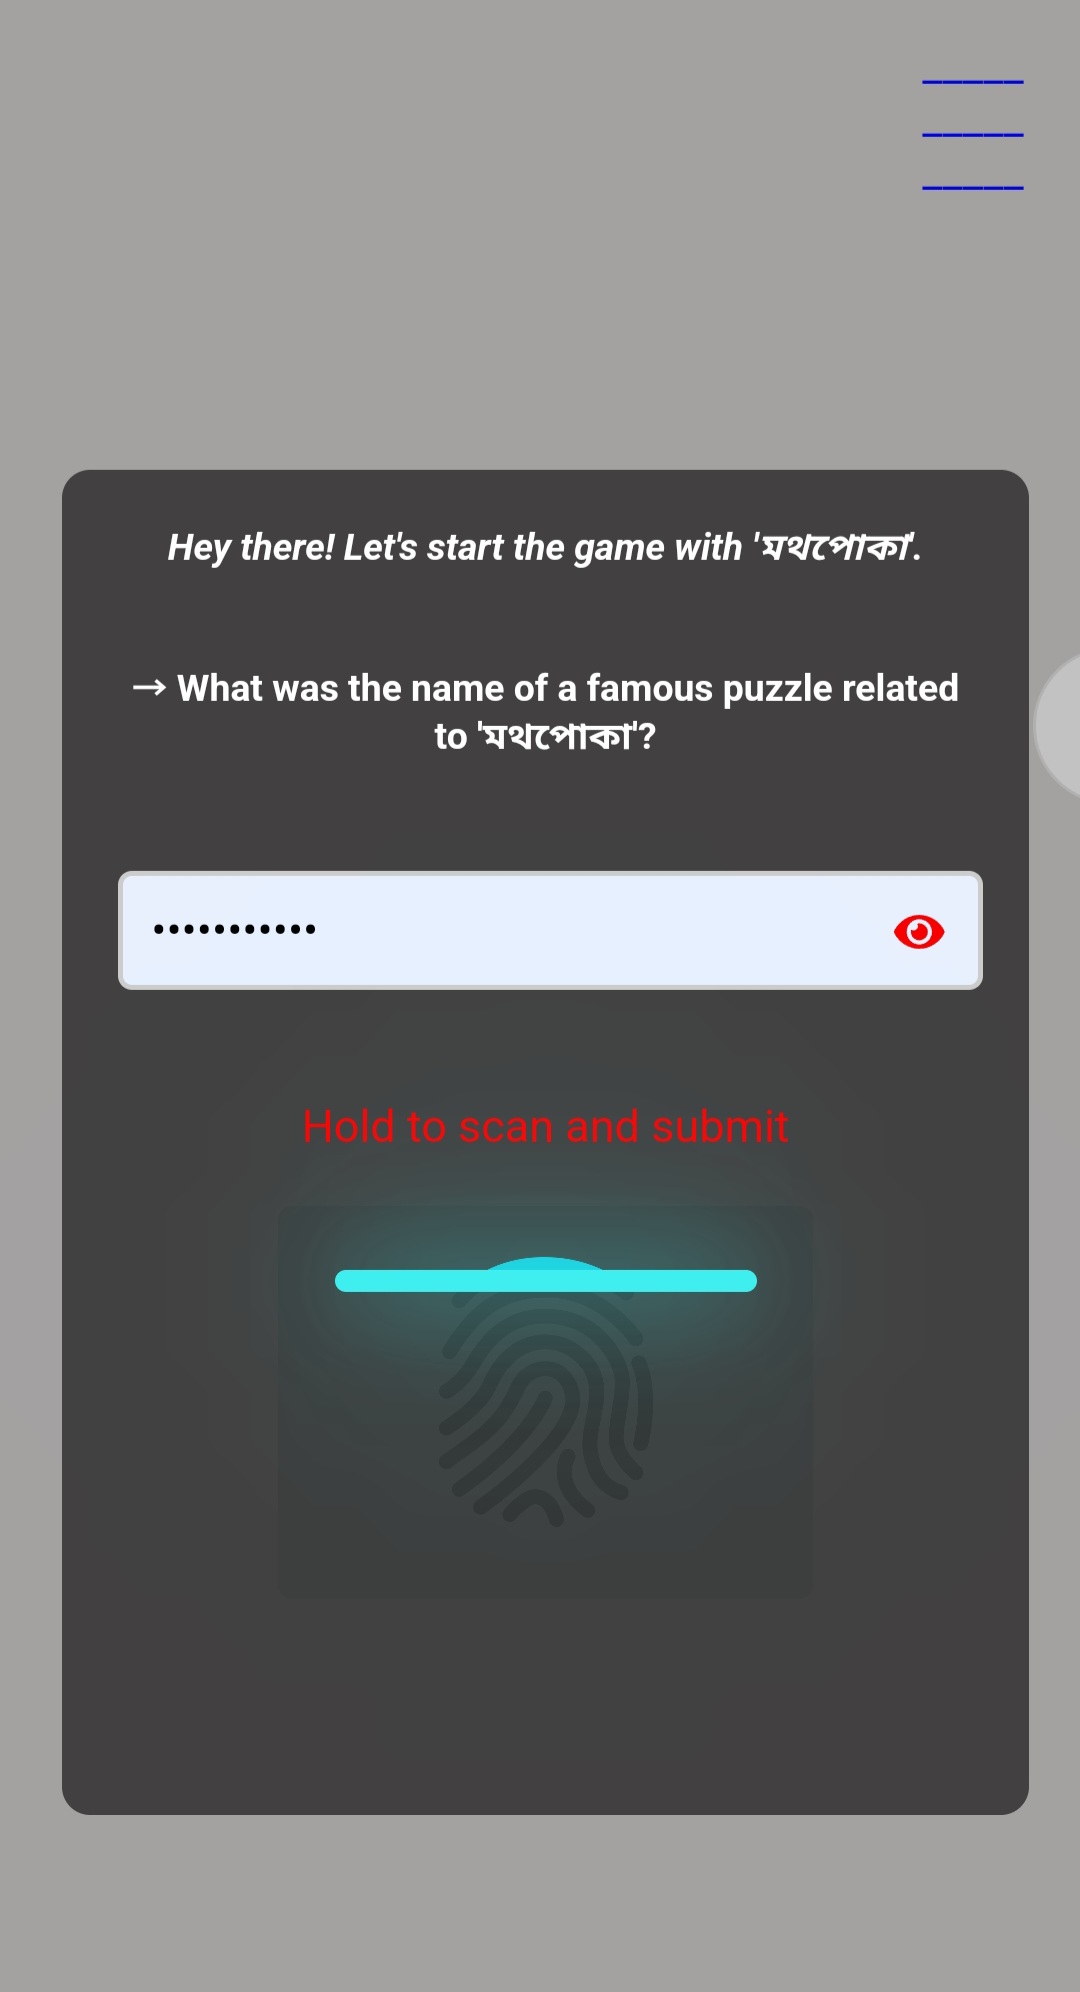 Hey there! Let's start the game with 'মথপোকা'.
→ What was the name of a famous puzzle related
to 'মথপোকা'?
•••••••••••
Hold to scan and submit